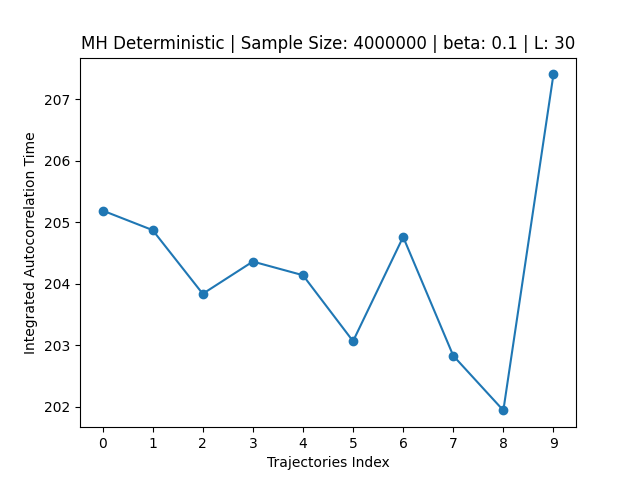 MH Deterministic | Sample Size: 4000000 | beta: 0.1 | L: 30
Integrated Autocorrelation Time
207
206
205
204
203
202
0 1 2 3 4 5 6 7 8 9
Trajectories Index